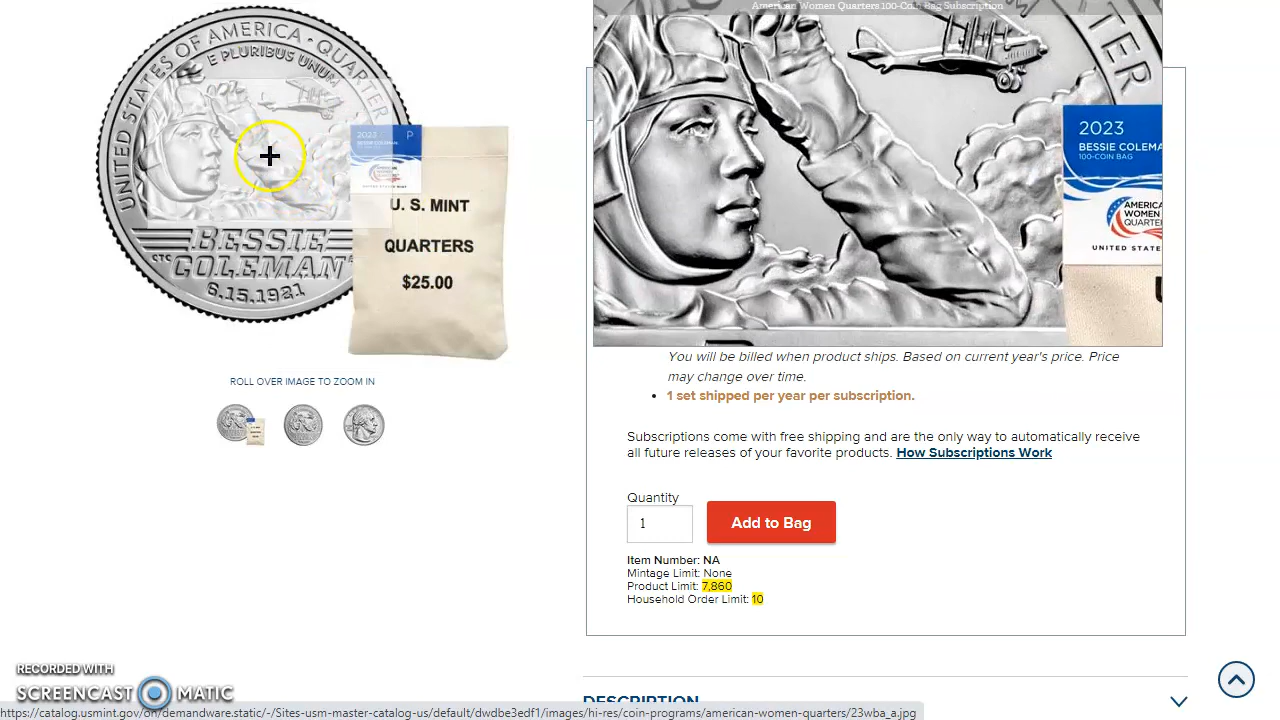 American Women Quarters 100-Coin Bag Subscription
UNITED STATES OF AMERICA · QUARTER
E PLURIBUS UNUM
BESSIE
COLEMAN
CTC
6.15.1921
2023 P
BESSIE COLEMAN
UNITED STATES MINT
U. S. MINT
QUARTERS
$25.00
TER
2023
BESSIE COLEMA
100-COIN BAG
AMERICA
WOMEN
QUARTER
UNITED STATE
You will be billed when product ships. Based on current year's price. Price
may change over time.
• 1 set shipped per year per subscription.
ROLL OVER IMAGE TO ZOOM IN
Subscriptions come with free shipping and are the only way to automatically receive
all future releases of your favorite products. How Subscriptions Work
Quantity
1
Add to Bag
Item Number: NA
Mintage Limit: None
Product Limit: 7,860
Household Order Limit: 10
DESCRIPTION
RECORDED WITH
SCREENCAST MATIC
https://catalog.usmint.gov/on/demandware.static/-/Sites-usm-master-catalog-us/default/dwdbe3edf1/images/hi-res/coin-programs/american-women-quarters/23wba_a.jpg